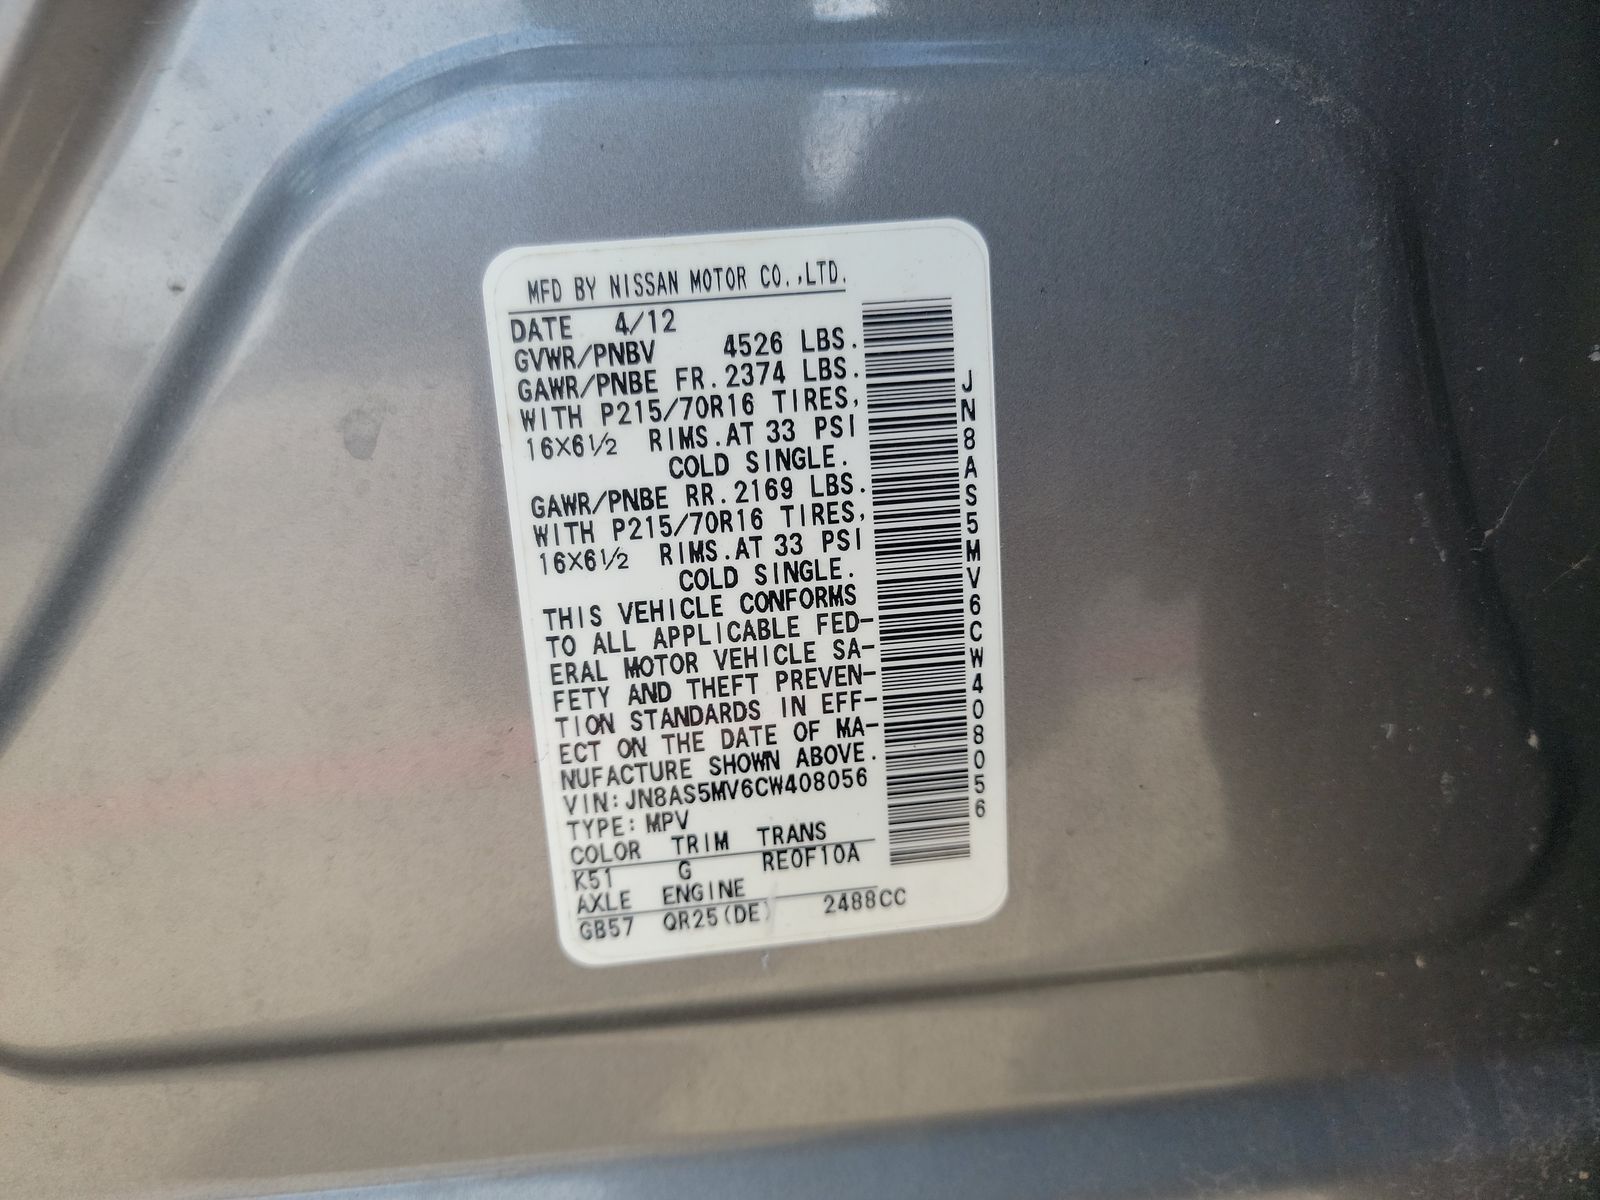 MFD BY NISSAN MOTOR CO.,LTD.
DATE 4/12
GVWR/PNBV 4526 LBS.
GAWR/PNBE FR.2374 LBS.
WITH P215/70R16 TIRES,
16X6½ RIMS.AT 33 PSI
COLD SINGLE.
GAWR/PNBE RR.2169 LBS.
WITH P215/70R16 TIRES,
16X6½ RIMS.AT 33 PSI
COLD SINGLE.
THIS VEHICLE CONFORMS
TO ALL APPLICABLE FED-
ERAL MOTOR VEHICLE SA-
FETY AND THEFT PREVEN-
TION STANDARDS IN EFF-
ECT ON THE DATE OF MA-
NUFACTURE SHOWN ABOVE.
VIN:JN8AS5MV6CW408056
TYPE:MPV
COLOR TRIM TRANS
K51 G RE0F10A
AXLE ENGINE
GB57 QR25(DE) 2488CC
JN8AS5MV6CW408056